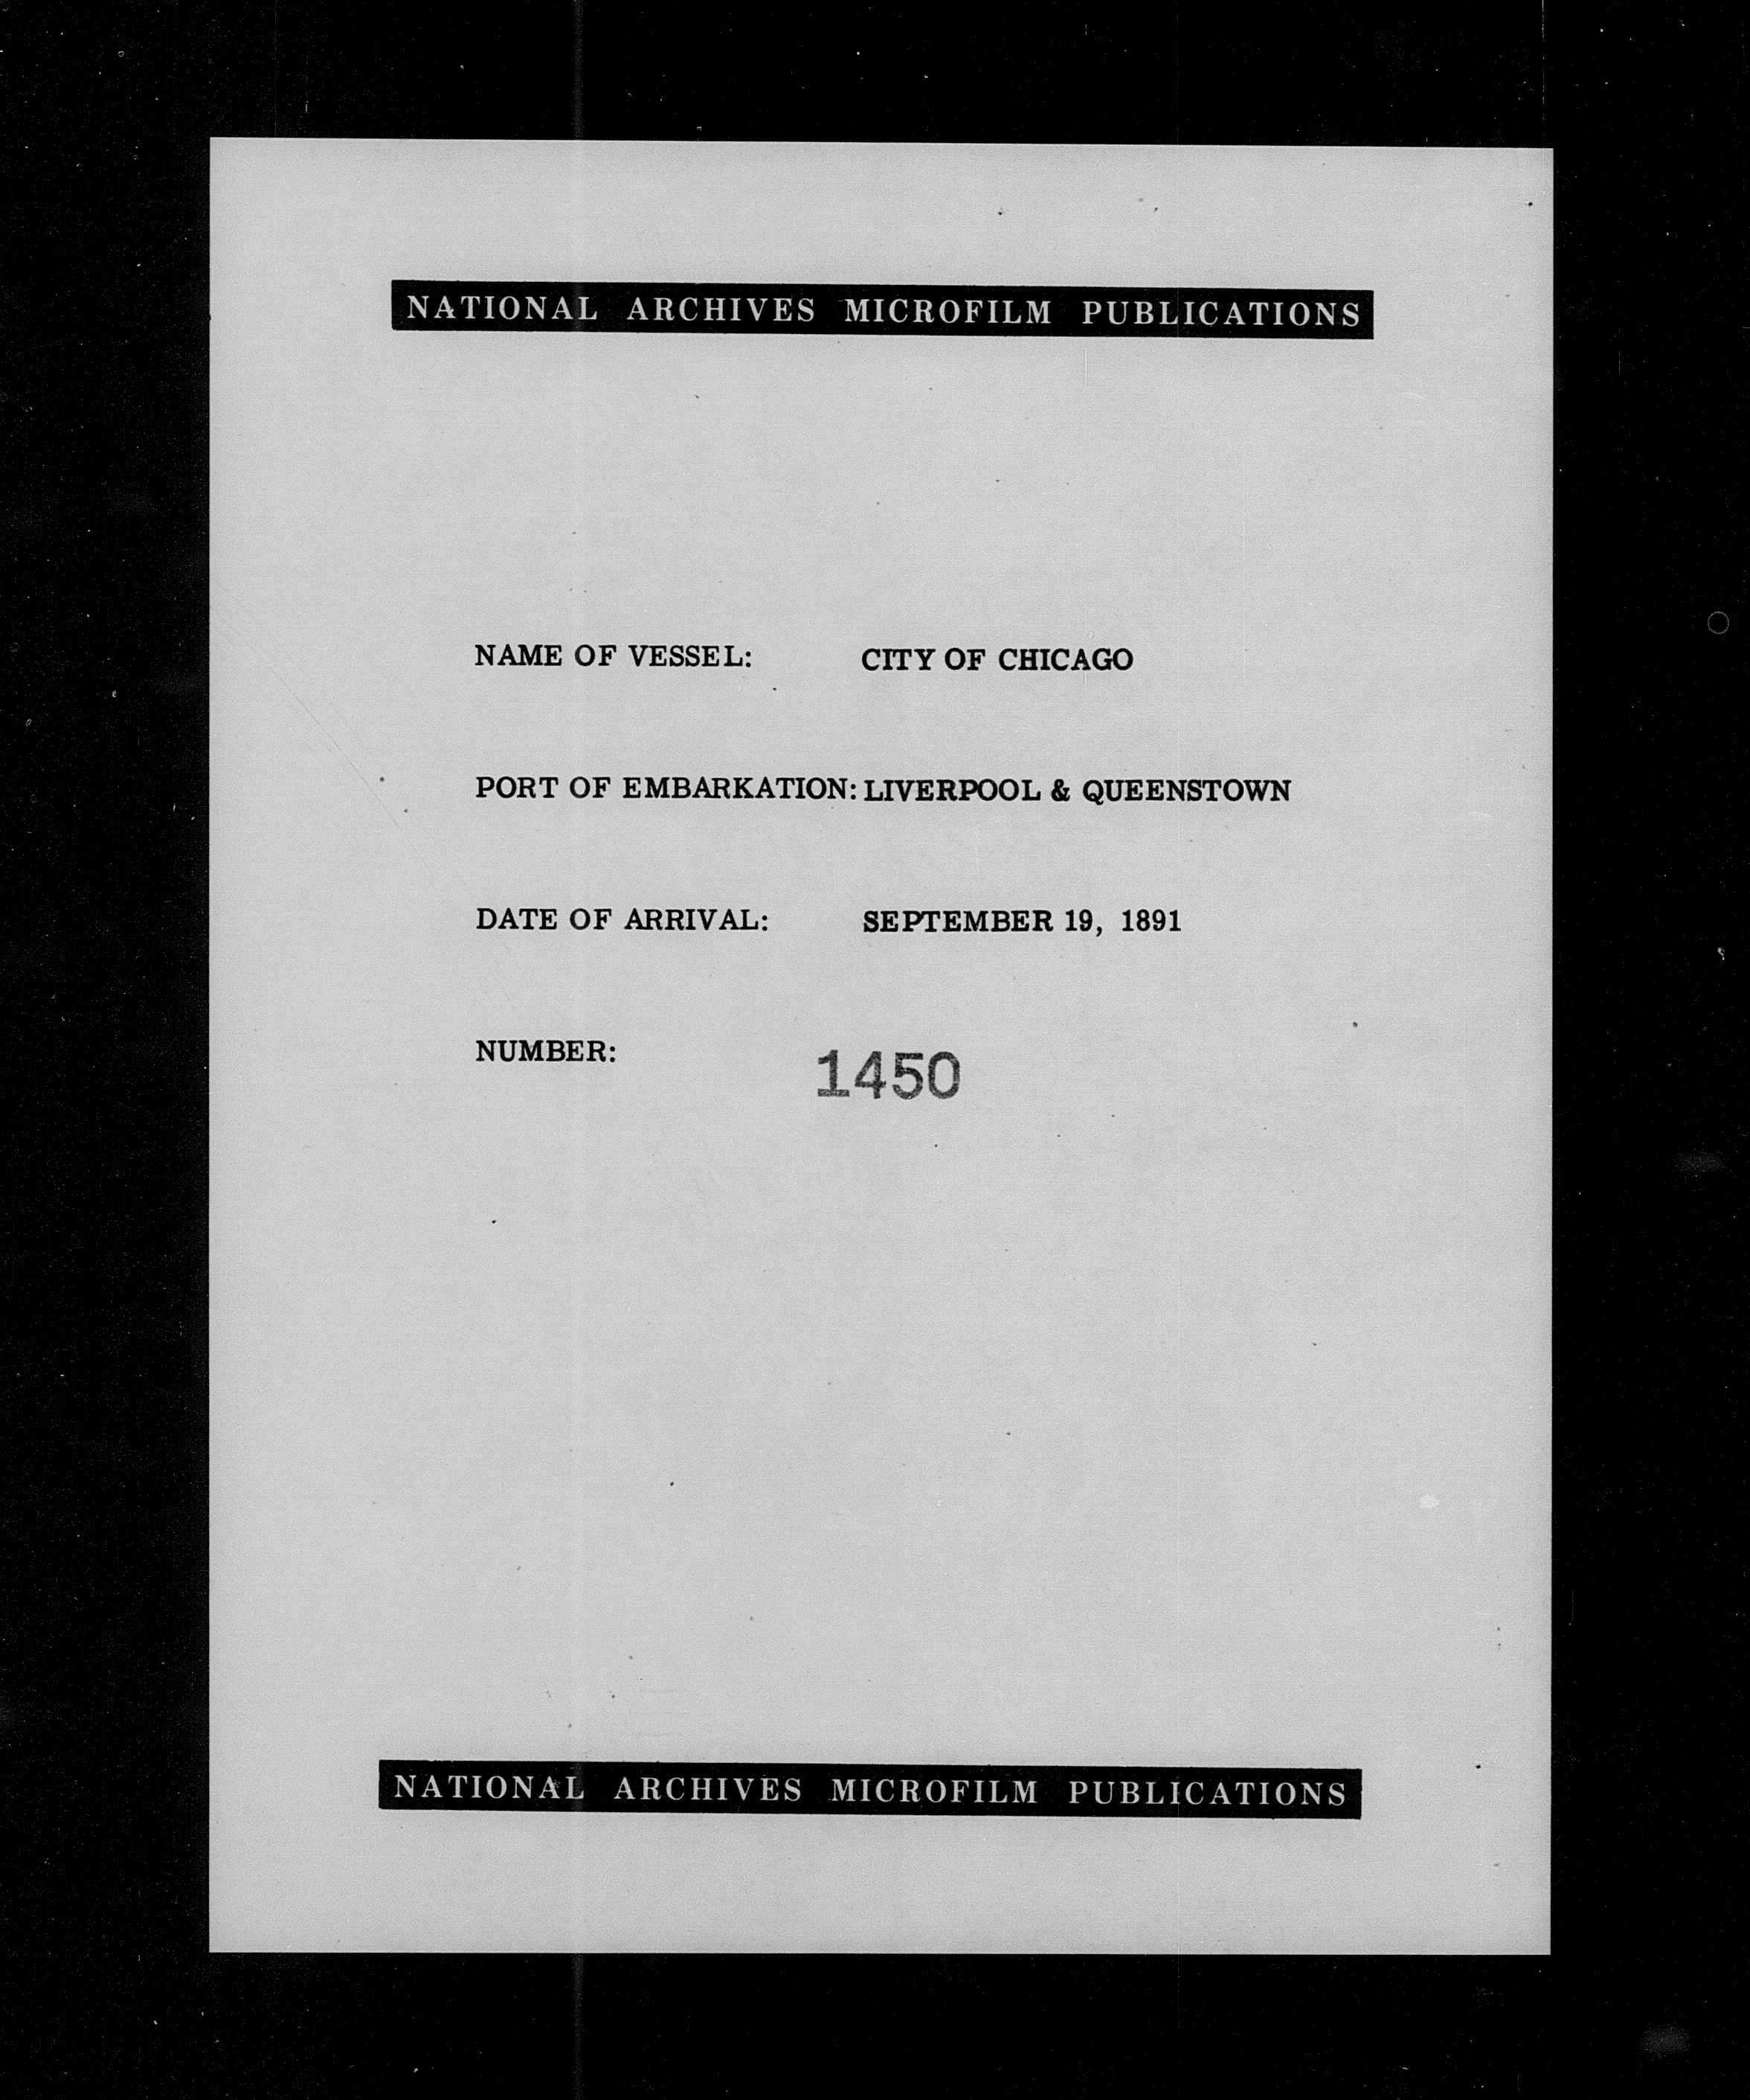 NATIONAL ARCHIVES MICROFILM PUBLICATIONS
NAME OF VESSEL: CITY OF CHICAGO
PORT OF EMBARKATION: LIVERPOOL & QUEENSTOWN
DATE OF ARRIVAL: SEPTEMBER 19, 1891
NUMBER: 1450
NATIONAL ARCHIVES MICROFILM PUBLICATIONS